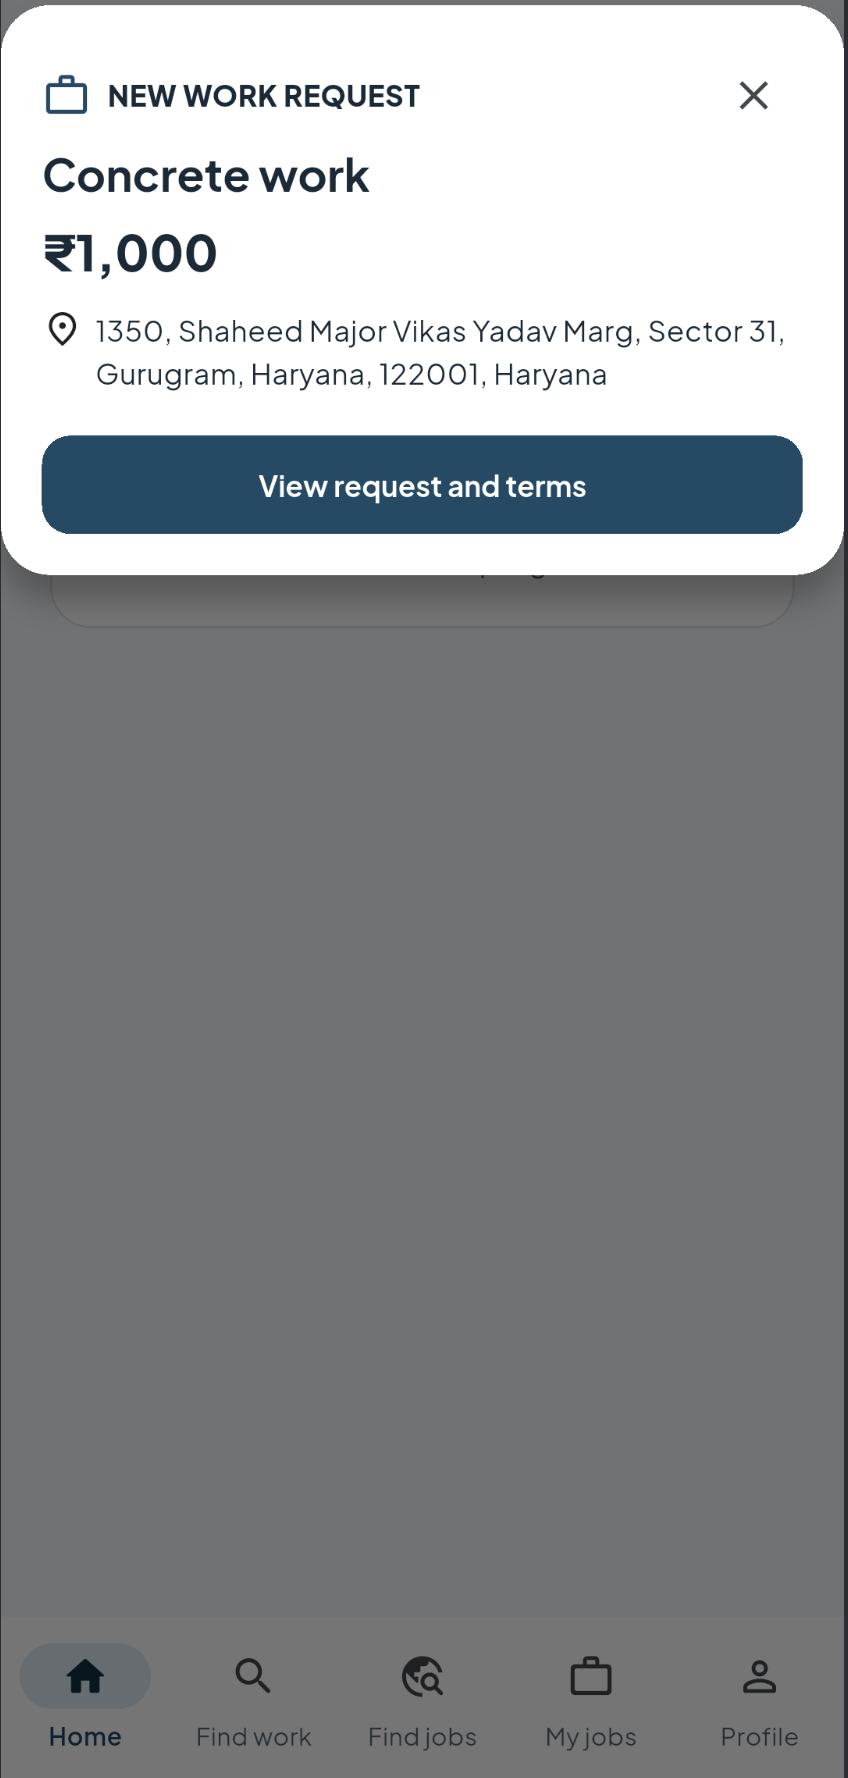 NEW WORK REQUEST
Concrete work
₹1,000
1350, Shaheed Major Vikas Yadav Marg, Sector 31,
Gurugram, Haryana, 122001, Haryana
View request and terms
Home
Find work
Find jobs
My jobs
Profile